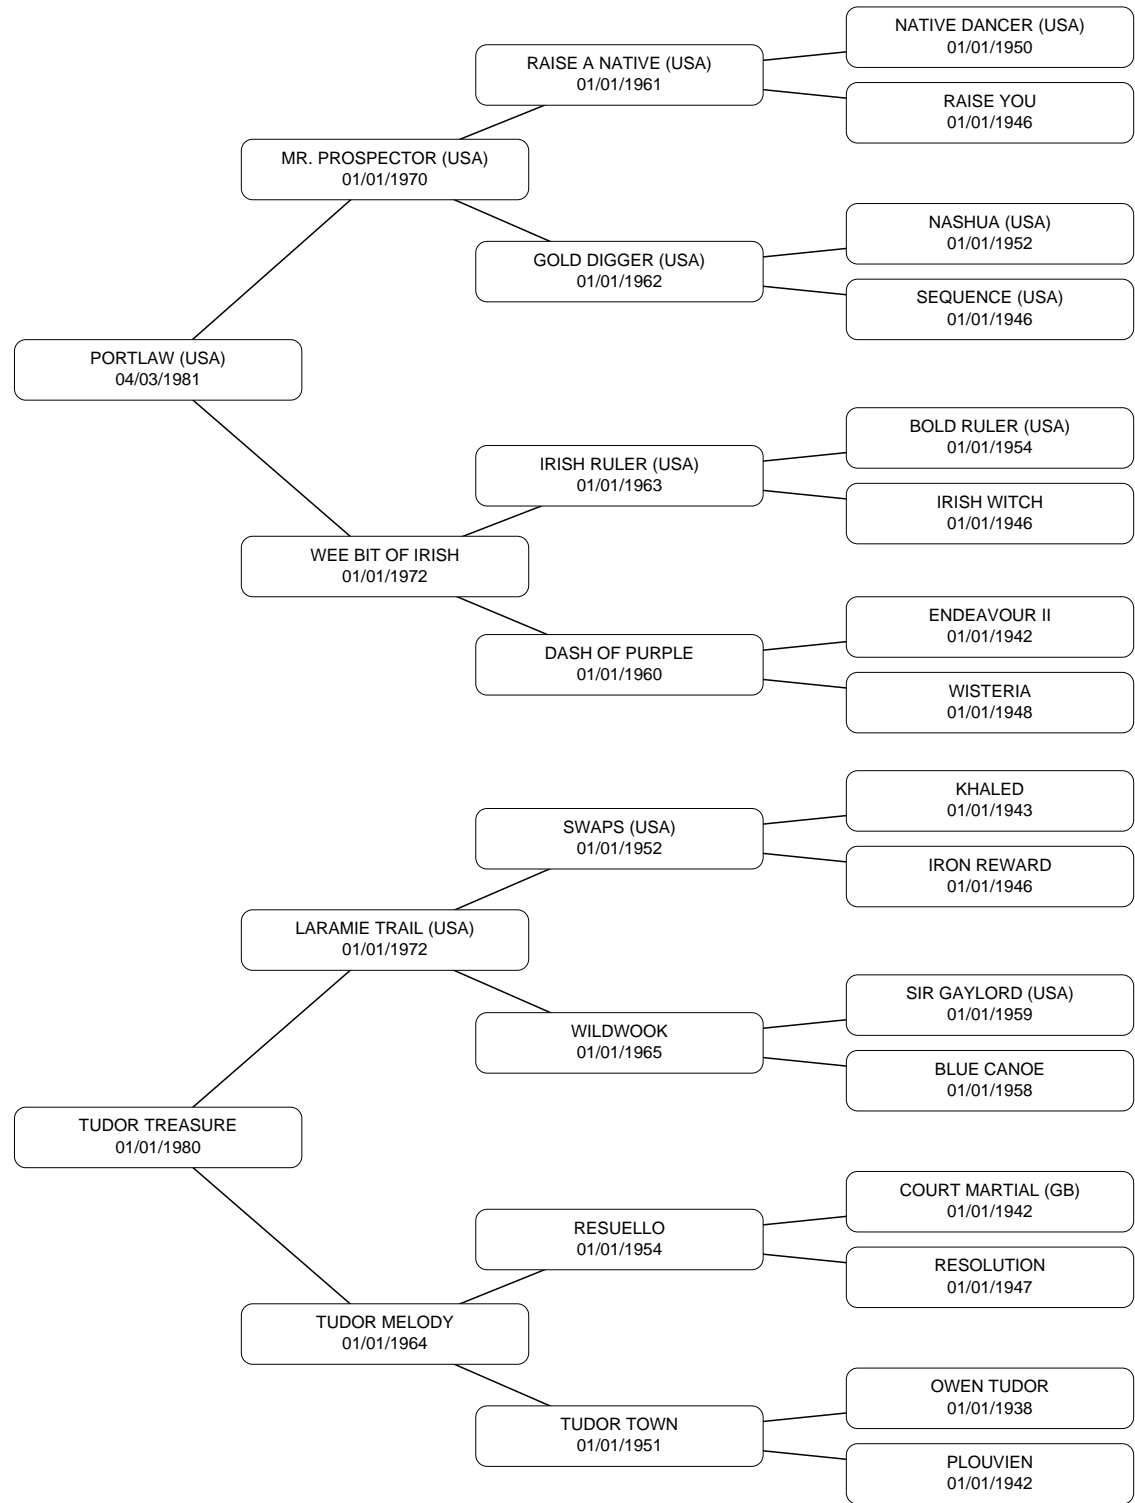 NATIVE DANCER (USA)
01/01/1950
RAISE A NATIVE (USA)
01/01/1961
RAISE YOU
01/01/1946
MR. PROSPECTOR (USA)
01/01/1970
NASHUA (USA)
01/01/1952
GOLD DIGGER (USA)
01/01/1962
SEQUENCE (USA)
01/01/1946
PORTLAW (USA)
04/03/1981
BOLD RULER (USA)
01/01/1954
IRISH RULER (USA)
01/01/1963
IRISH WITCH
01/01/1946
WEE BIT OF IRISH
01/01/1972
ENDEAVOUR II
01/01/1942
DASH OF PURPLE
01/01/1960
WISTERIA
01/01/1948
KHALED
01/01/1943
SWAPS (USA)
01/01/1952
IRON REWARD
01/01/1946
LARAMIE TRAIL (USA)
01/01/1972
SIR GAYLORD (USA)
01/01/1959
WILDWOOK
01/01/1965
BLUE CANOE
01/01/1958
TUDOR TREASURE
01/01/1980
COURT MARTIAL (GB)
01/01/1942
RESUELLO
01/01/1954
RESOLUTION
01/01/1947
TUDOR MELODY
01/01/1964
OWEN TUDOR
01/01/1938
TUDOR TOWN
01/01/1951
PLOUVIEN
01/01/1942